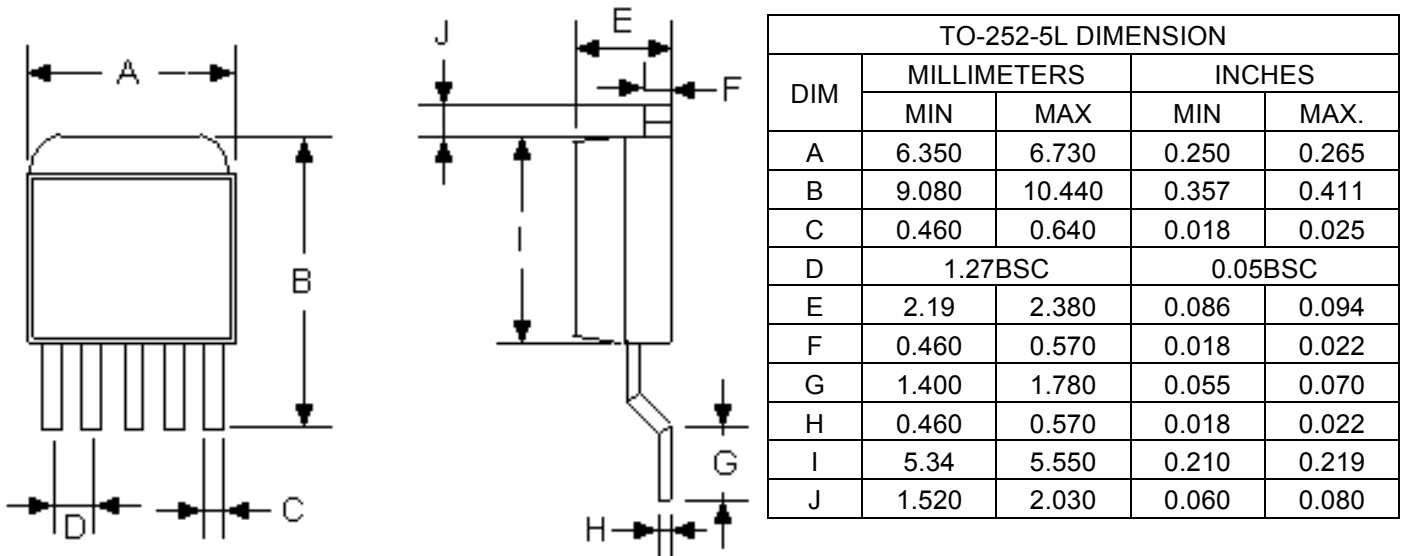 A
B
D
C
J
E
F
I
G
H
TO-252-5L DIMENSION
DIM MILLIMETERS INCHES
MIN MAX MIN MAX.
A 6.350 6.730 0.250 0.265
B 9.080 10.440 0.357 0.411
C 0.460 0.640 0.018 0.025
D 1.27BSC 0.05BSC
E 2.19 2.380 0.086 0.094
F 0.460 0.570 0.018 0.022
G 1.400 1.780 0.055 0.070
H 0.460 0.570 0.018 0.022
I 5.34 5.550 0.210 0.219
J 1.520 2.030 0.060 0.080